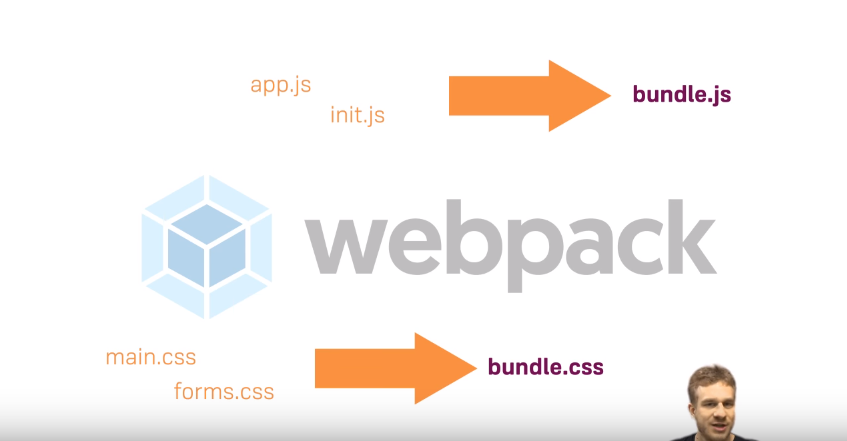 app.js
init.js
bundle.js
webpack
main.css
forms.css
bundle.css